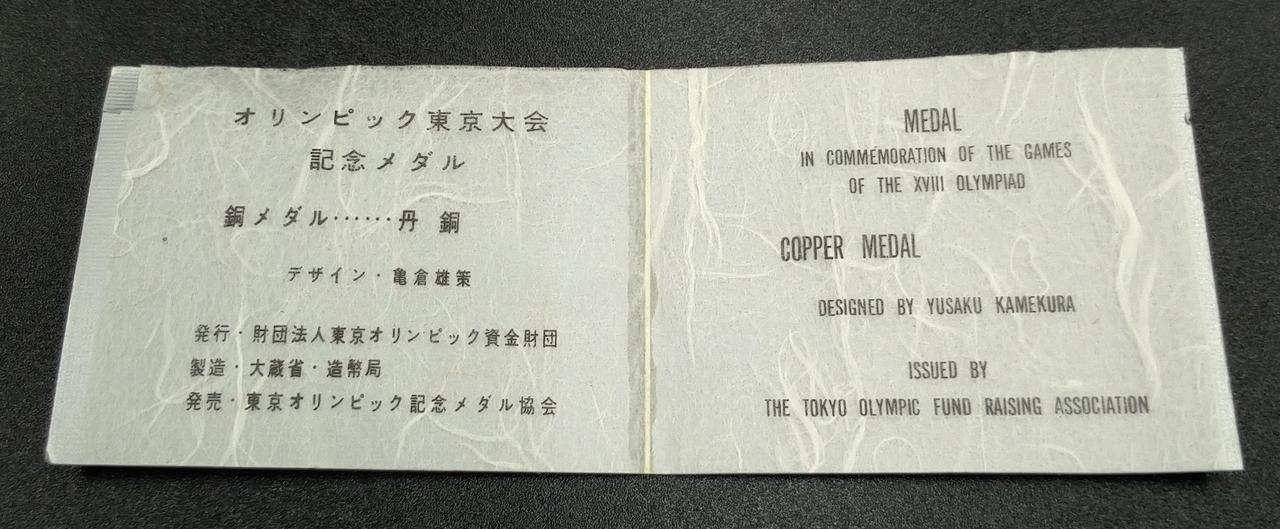 オリンピック東京大会
記念メダル
銅メダル‥‥‥丹 銅
デザイン・亀倉雄策
発行・財団法人東京オリンピック資金財団
製造・大蔵省・造幣局
発売・東京オリンピック記念メダル協会
MEDAL
IN COMMEMORATION OF THE GAMES
OF THE XVIII OLYMPIAD
COPPER MEDAL
DESIGNED BY YUSAKU KAMEKURA
ISSUED BY
THE TOKYO OLYMPIC FUND RAISING ASSOCIATION